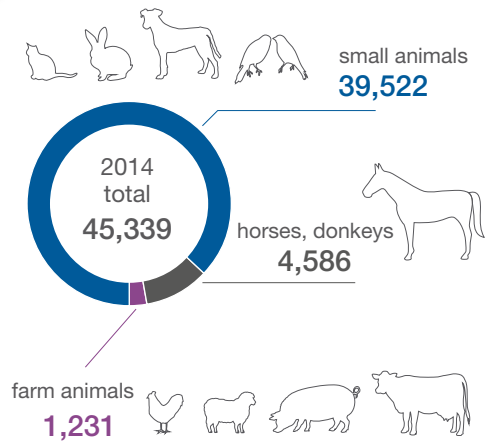 small animals
39,522
2014
total
45,339
horses, donkeys
4,586
farm animals
1,231